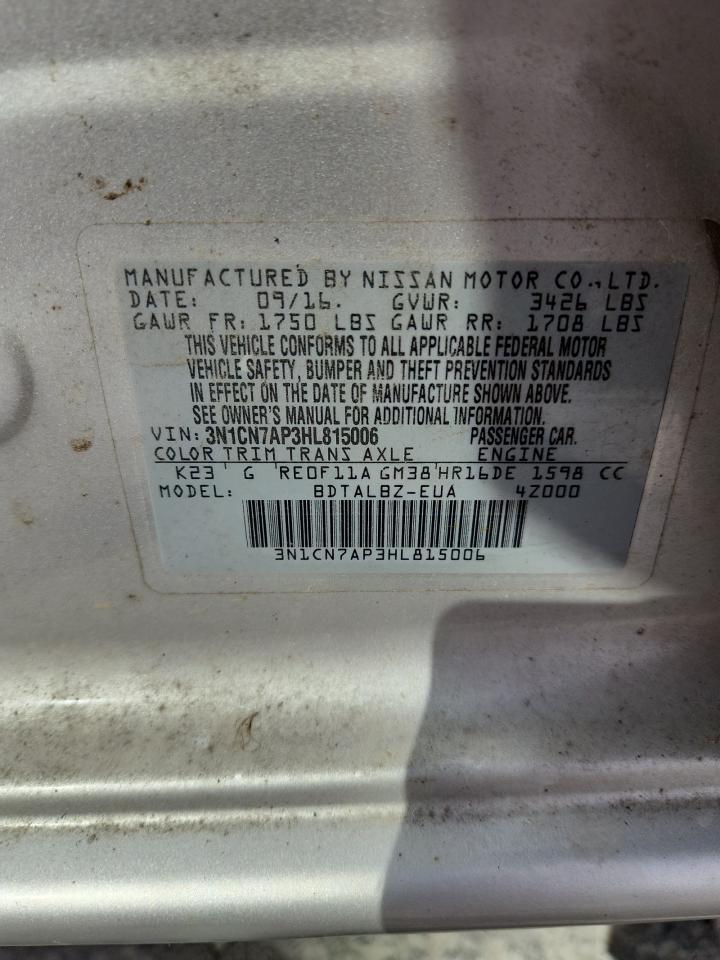 MANUFACTURED BY NISSAN MOTOR CO., LTD.
DATE: 09/16. GVWR: 3426 LBS
GAWR FR: 1750 LBS GAWR RR: 1708 LBS
THIS VEHICLE CONFORMS TO ALL APPLICABLE FEDERAL MOTOR
VEHICLE SAFETY, BUMPER AND THEFT PREVENTION STANDARDS
IN EFFECT ON THE DATE OF MANUFACTURE SHOWN ABOVE.
SEE OWNER'S MANUAL FOR ADDITIONAL INFORMATION.
VIN: 3N1CN7AP3HL815006 PASSENGER CAR.
COLOR TRIM TRANS AXLE ENGINE
K23 G RE0F11A GM38 HR16DE 1598 CC
MODEL: BDTALBZ-EUA 4Z000
3N1CN7AP3HL815006